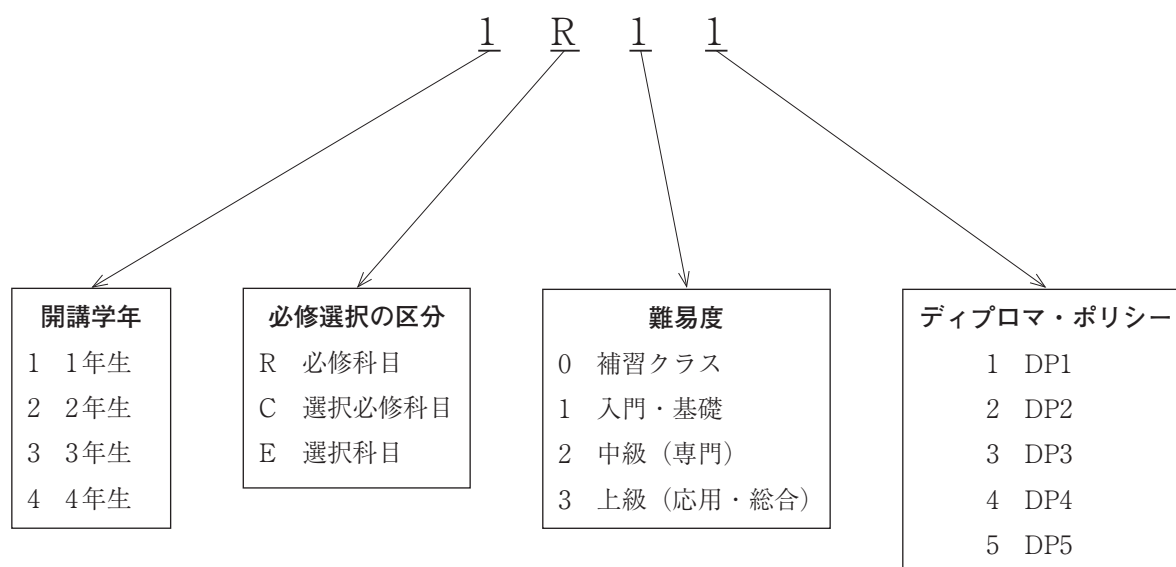 1 R 1 1
開講学年
1 1年生
2 2年生
3 3年生
4 4年生
必修選択の区分
R 必修科目
C 選択必修科目
E 選択科目
難易度
0 補習クラス
1 入門・基礎
2 中級（専門）
3 上級（応用・総合）
ディプロマ・ポリシー
1 DP1
2 DP2
3 DP3
4 DP4
5 DP5